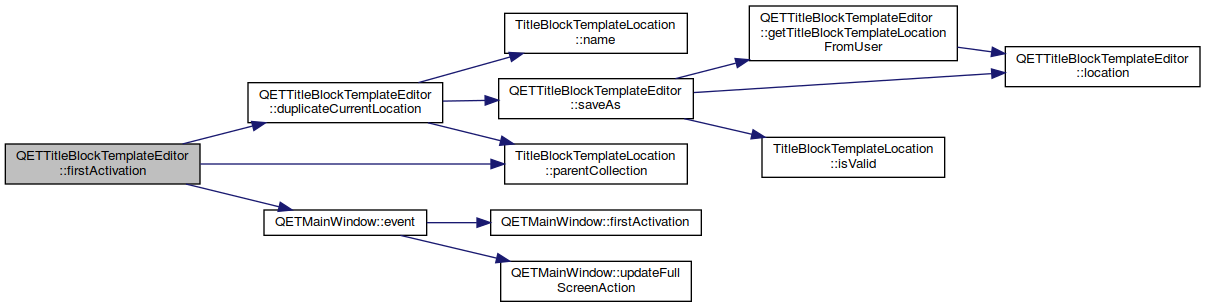 QETTitleBlockTemplateEditor
::firstActivation
QETTitleBlockTemplateEditor
::duplicateCurrentLocation
TitleBlockTemplateLocation
::name
QETTitleBlockTemplateEditor
::saveAs
QETTitleBlockTemplateEditor
::getTitleBlockTemplateLocation
FromUser
QETTitleBlockTemplateEditor
::location
TitleBlockTemplateLocation
::isValid
TitleBlockTemplateLocation
::parentCollection
QETMainWindow::event
QETMainWindow::firstActivation
QETMainWindow::updateFull
ScreenAction